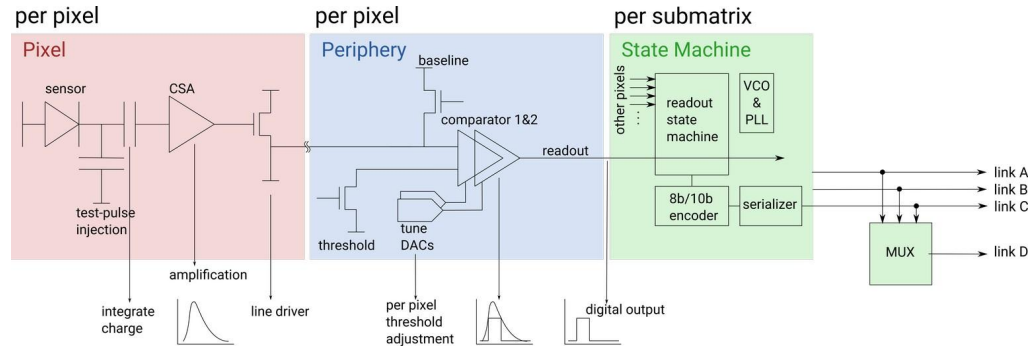 per pixel
per pixel
per submatrix
Pixel
Periphery
State Machine
sensor
CSA
test-pulse
injection
baseline
comparator 1&2
threshold
tune
DACs
readout
other pixels
...
readout
state
machine
VCO
&
PLL
8b/10b
encoder
serializer
link A
link B
link C
MUX
link D
amplification
integrate
charge
line driver
per pixel
threshold
adjustment
digital output